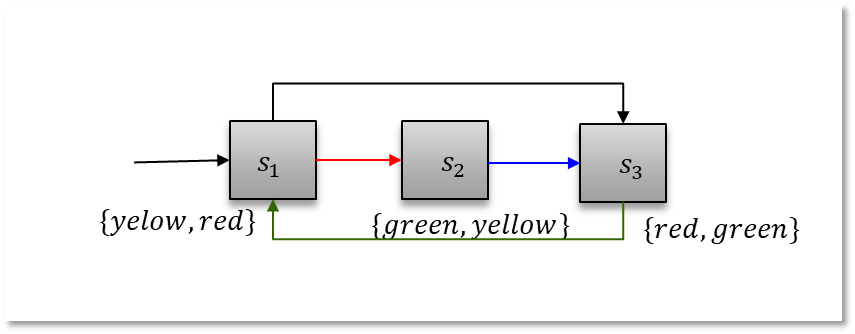 s₁ s₂ s₃
{yelow, red} {green, yellow} {red, green}